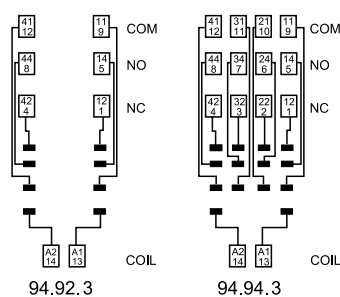 41 11 41 31 21 11
12 9 COM 12 11 10 9 COM
44 14 44 34 24 14
8 5 NO 8 7 6 5 NO
42 12 42 32 22 12
4 1 NC 4 3 2 1 NC
A2 A1 A2 A1
14 13 COIL 14 13 COIL
94.92.3 94.94.3